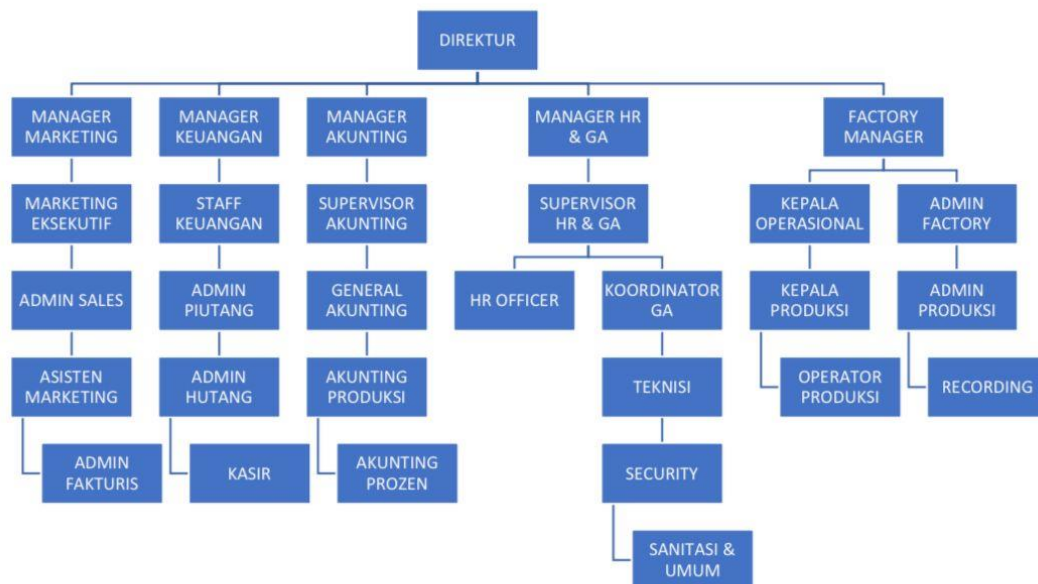 DIREKTUR
MANAGER
MARKETING
MANAGER
KEUANGAN
MANAGER
AKUNTING
MANAGER HR
& GA
FACTORY
MANAGER
MARKETING
EKSEKUTIF
STAFF
KEUANGAN
SUPERVISOR
AKUNTING
SUPERVISOR
HR & GA
KEPALA
OPERASIONAL
ADMIN
FACTORY
ADMIN SALES
ADMIN
PIUTANG
GENERAL
AKUNTING
HR OFFICER
KOORDINATOR
GA
KEPALA
PRODUKSI
ADMIN
PRODUKSI
ASISTEN
MARKETING
ADMIN
HUTANG
AKUNTING
PRODUKSI
TEKNISI
OPERATOR
PRODUKSI
RECORDING
ADMIN
FAKTURIS
KASIR
AKUNTING
PROZEN
SECURITY
SANITASI &
UMUM